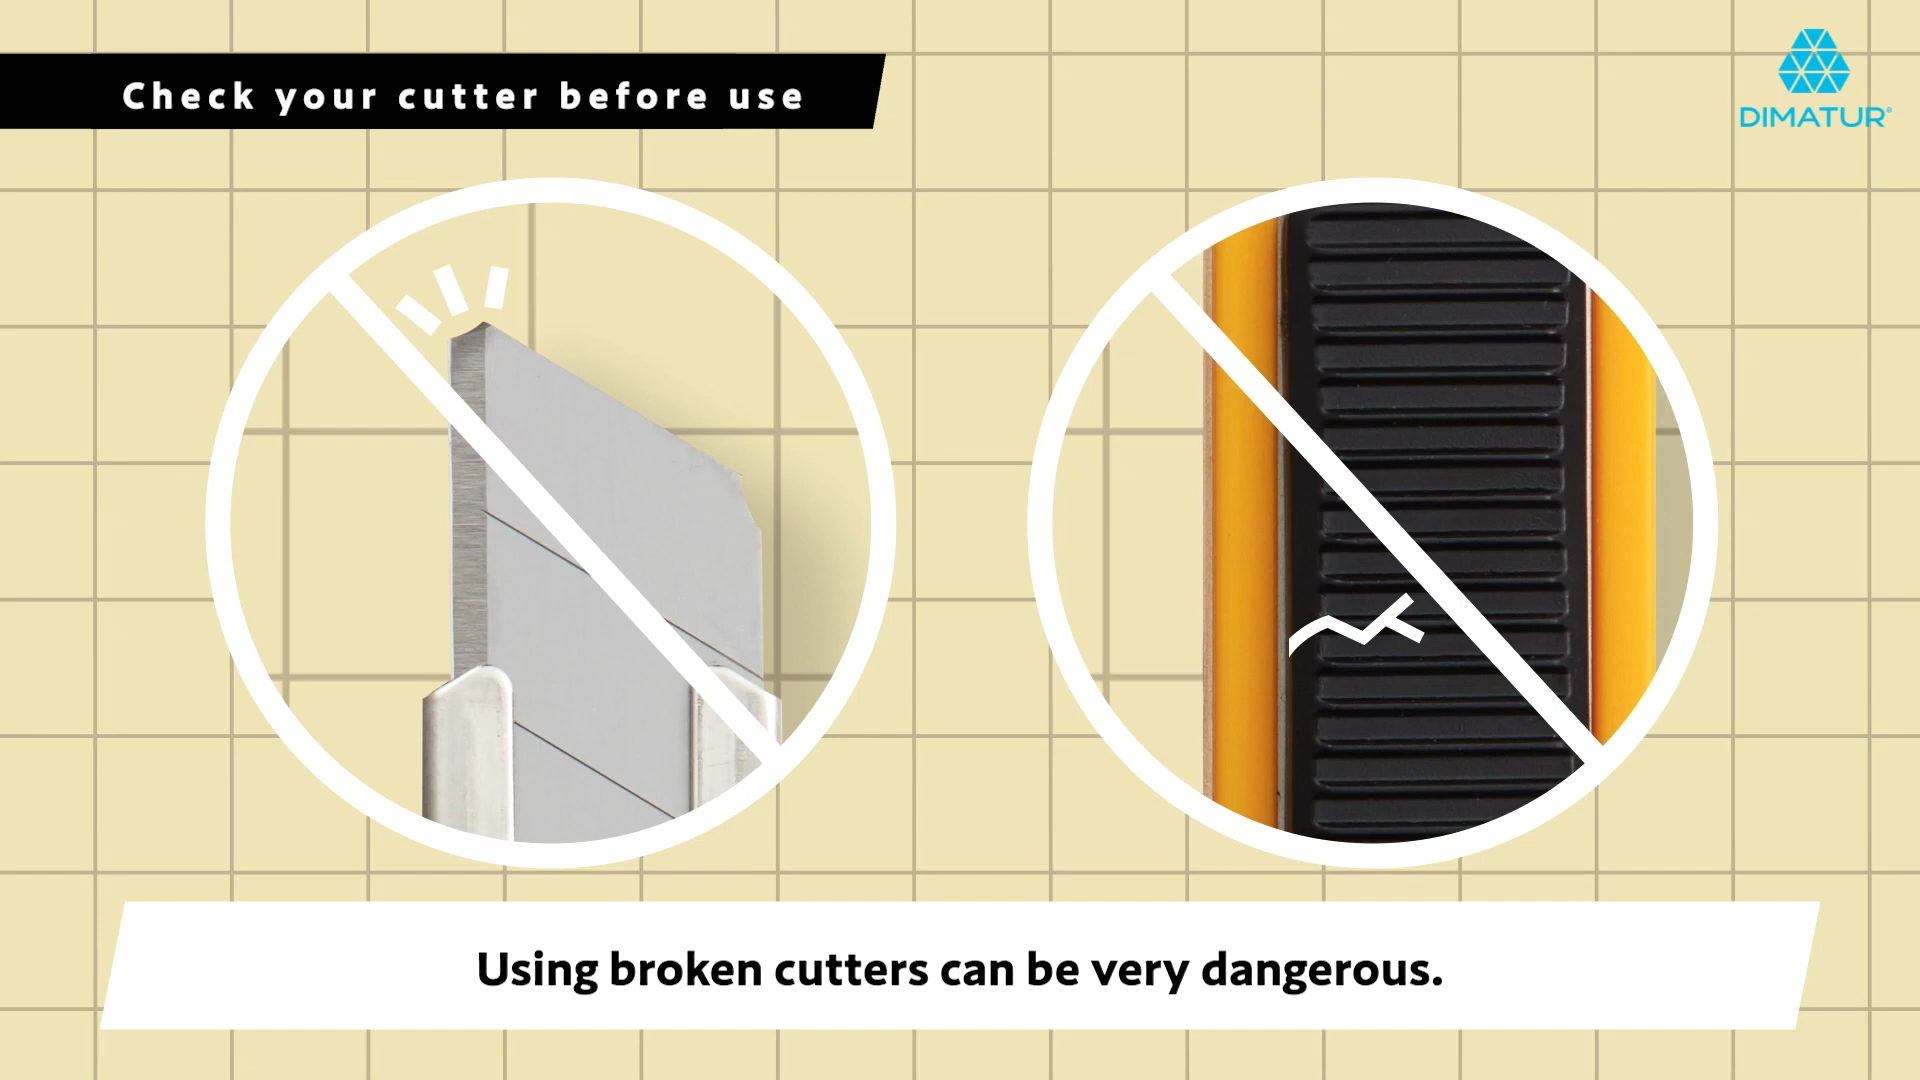 Check your cutter before use
DIMATUR®
Using broken cutters can be very dangerous.